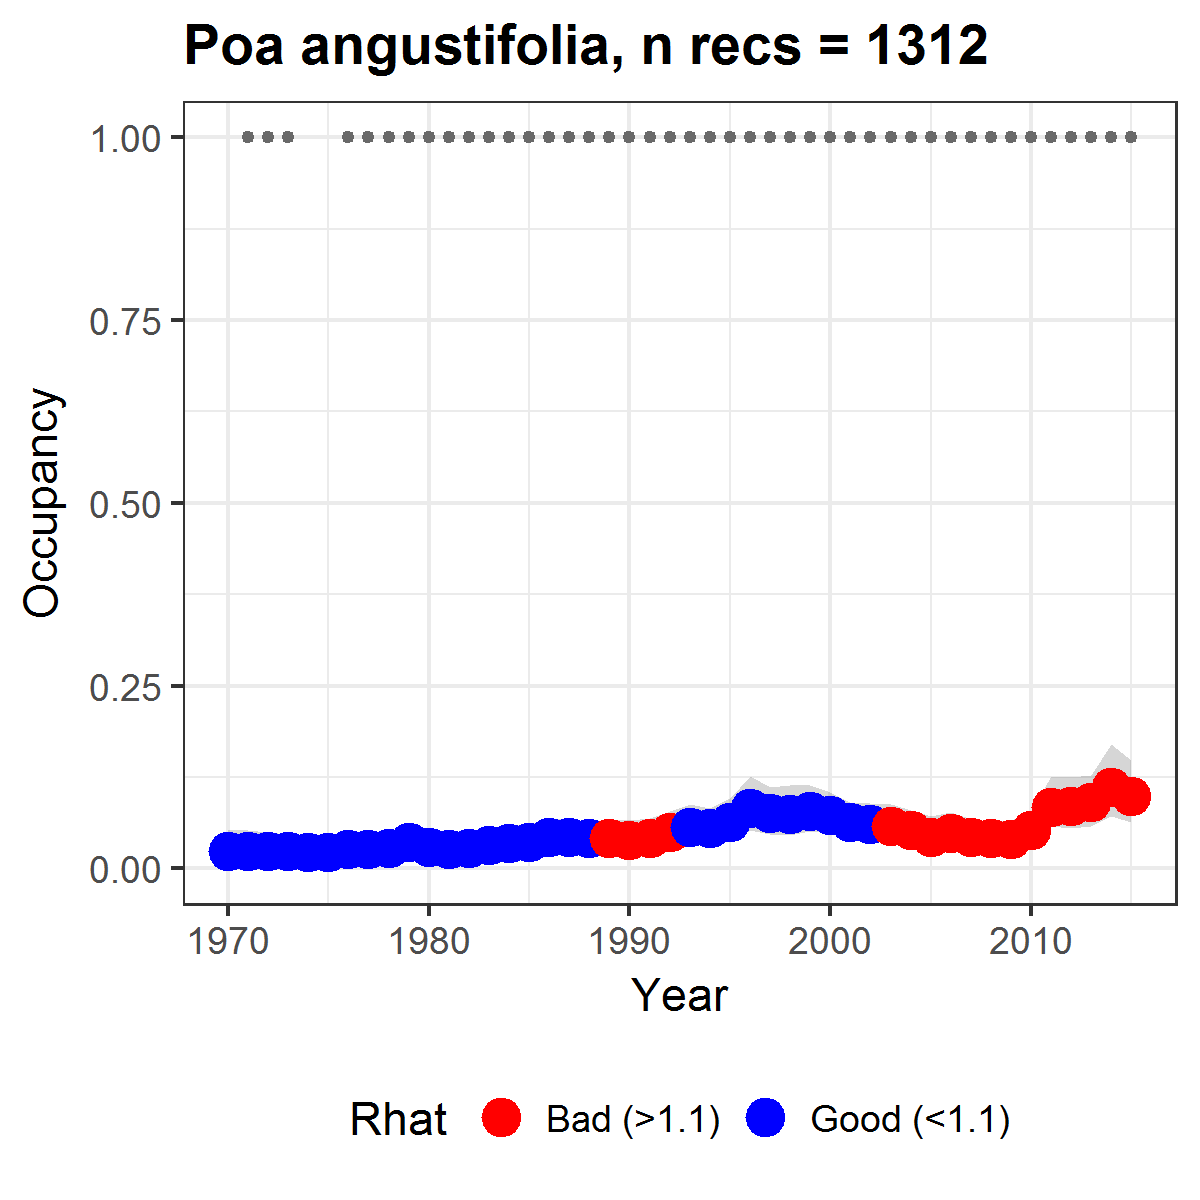 Poa angustifolia, n recs = 1312
1.00
0.75
0.50
0.25
0.00
Occupancy
1970 1980 1990 2000 2010
Year
Rhat Bad (>1.1) Good (<1.1)